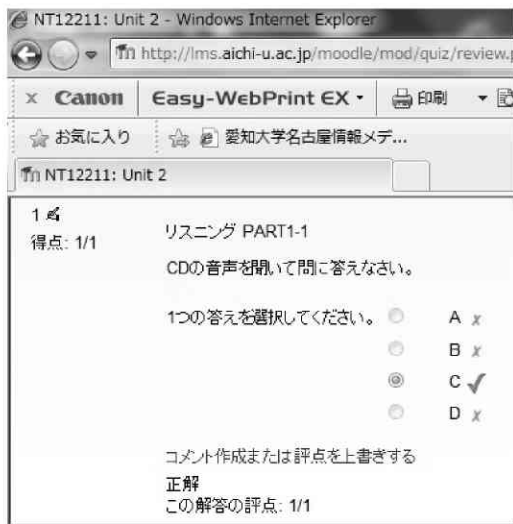 NT12211: Unit 2 - Windows Internet Explorer
http://lms.aichi-u.ac.jp/moodle/mod/quiz/review.p
x Canon Easy-WebPrint EX 印刷
お気に入り 愛知大学名古屋情報メデ...
NT12211: Unit 2
1
得点: 1/1
リスニング PART1-1
CDの音声を聞いて問に答えなさい。
1つの答えを選択してください。 A x
B x
C ✓
D x
コメント作成または評点を上書きする
正解
この解答の評点: 1/1